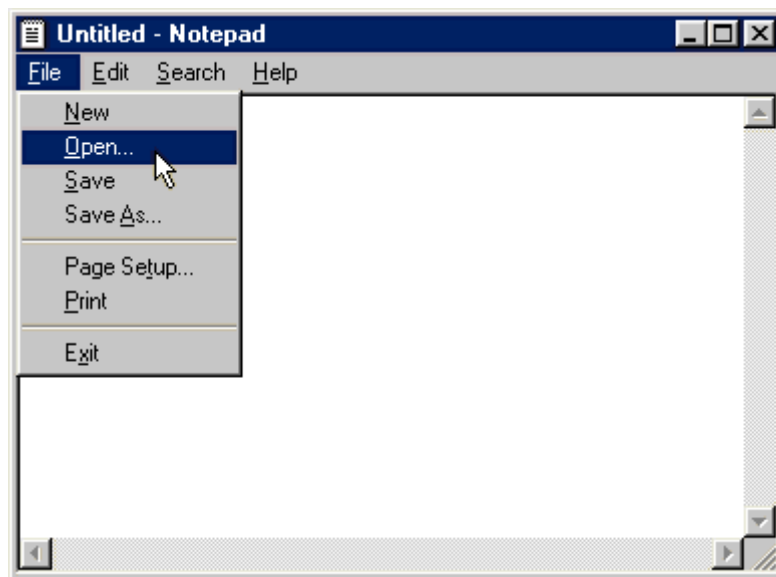 Untitled - Notepad
File Edit Search Help
New
Open...
Save
Save As...
Page Setup...
Print
Exit